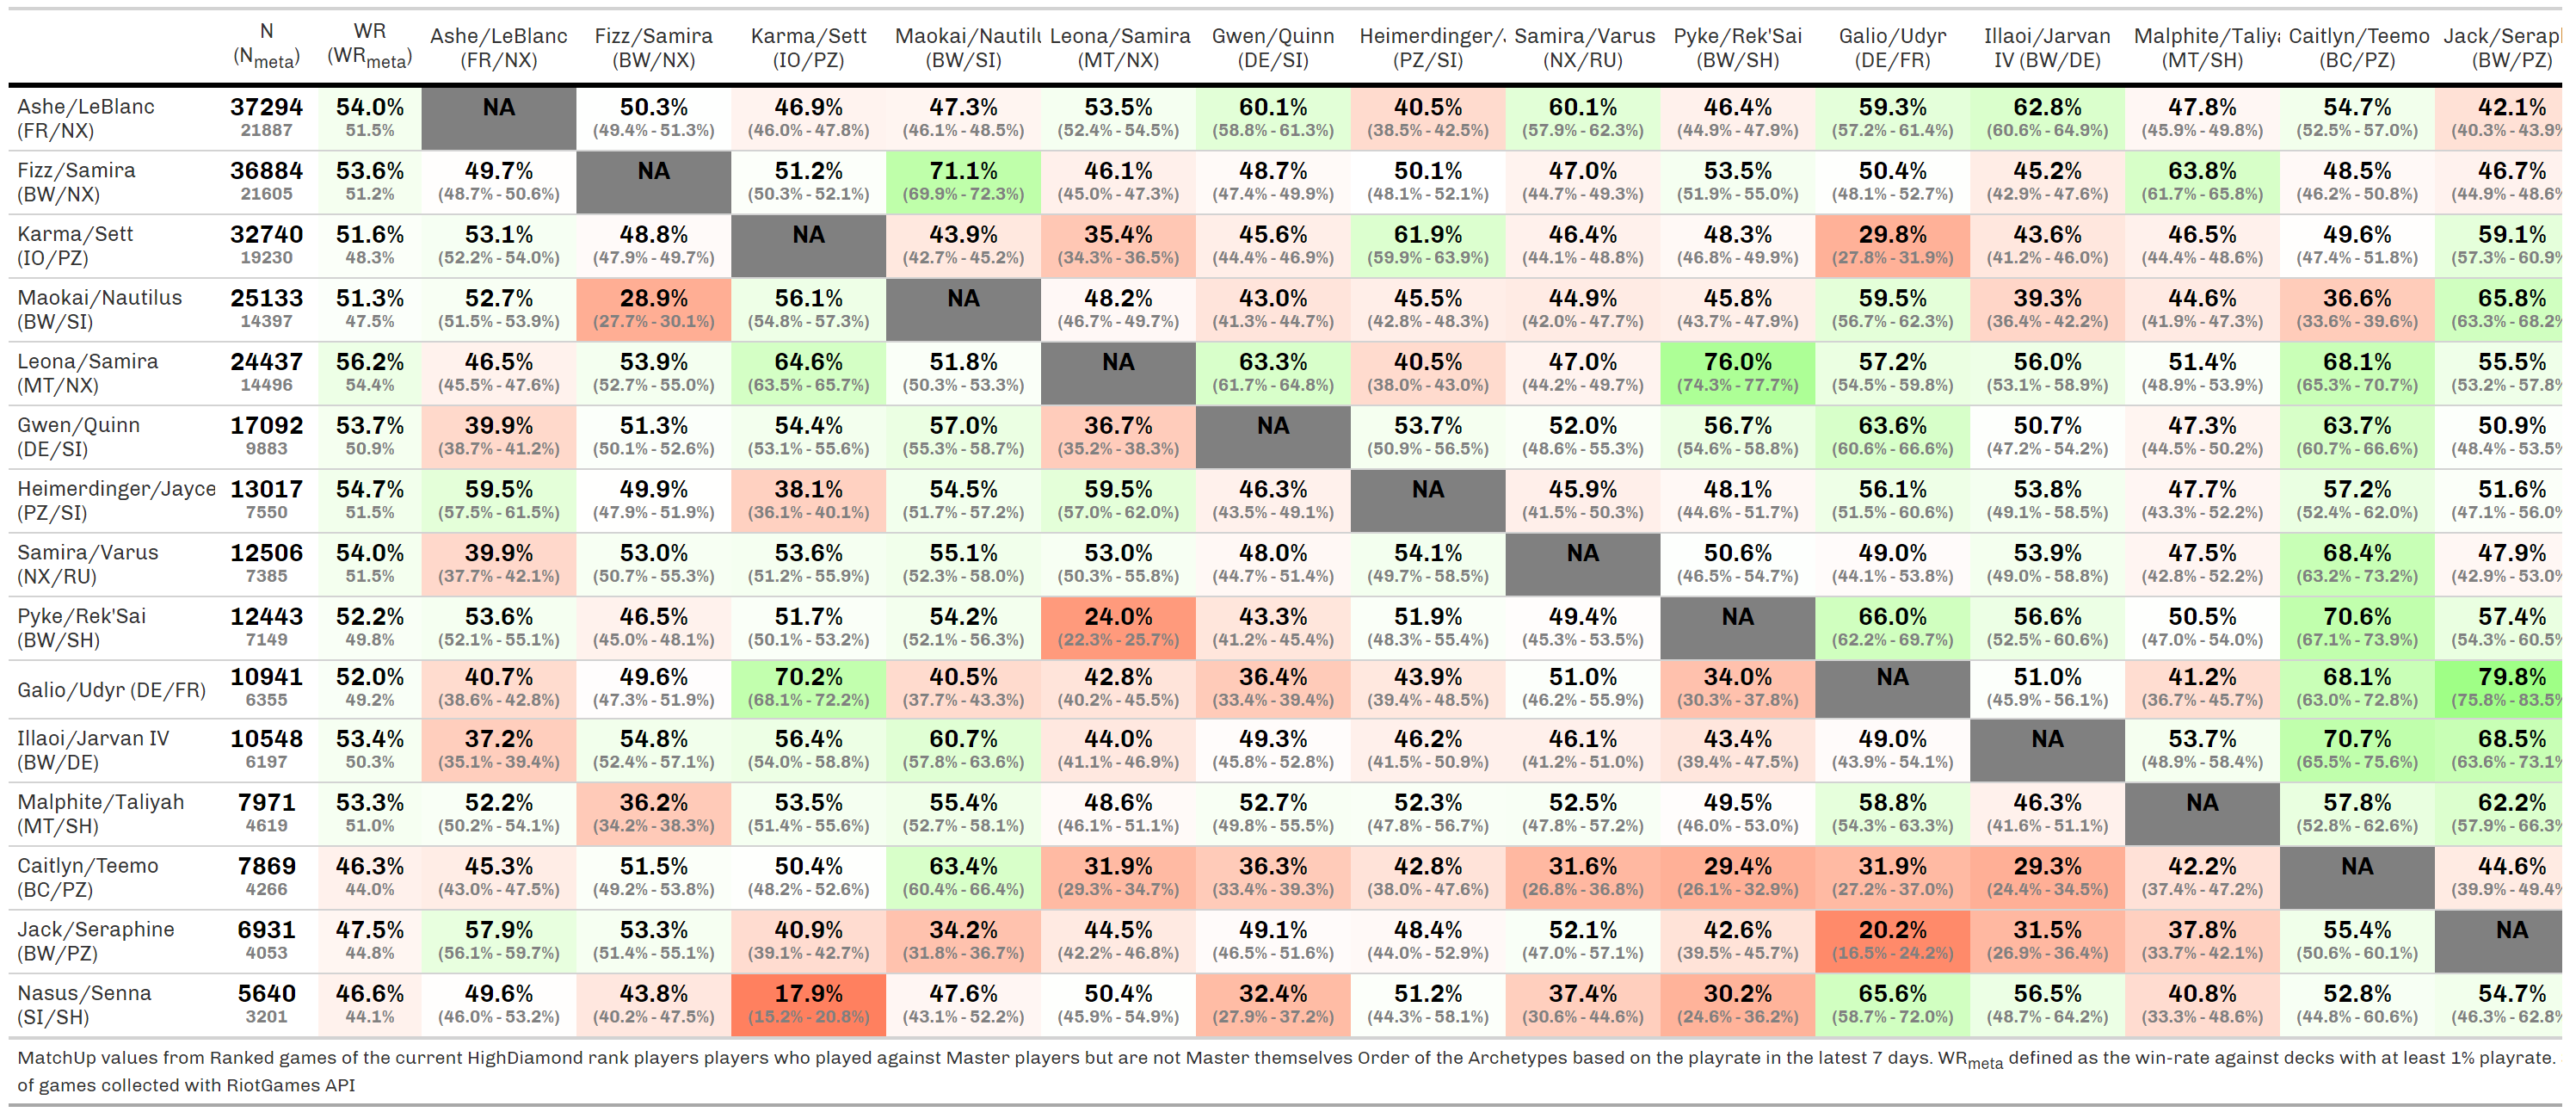 N WR Ashe/LeBlanc Fizz/Samira Karma/Sett Maokai/Nautilu Leona/Samira Gwen/Quinn Heimerdinger/ Samira/Varus Pyke/Rek'Sai Galio/Udyr Illaoi/Jarvan Malphite/Taliya Caitlyn/Teemo Jack/Serap
(Nmeta) (WRmeta) (FR/NX) (BW/NX) (IO/PZ) (BW/SI) (MT/NX) (DE/SI) (PZ/SI) (NX/RU) (BW/SH) (DE/FR) IV (BW/DE) (MT/SH) (BC/PZ) (BW/PZ)
Ashe/LeBlanc 37294 54.0% NA 50.3% 46.9% 47.3% 53.5% 60.1% 40.5% 60.1% 46.4% 59.3% 62.8% 47.8% 54.7% 42.1%
(FR/NX) 21887 51.5% (49.4% - 51.3%) (46.0% - 47.8%) (46.1% - 48.5%) (52.4% - 54.5%) (58.8% - 61.3%) (38.5% - 42.5%) (57.9% - 62.3%) (44.9% - 47.9%) (57.2% - 61.4%) (60.6% - 64.9%) (45.9% - 49.8%) (52.5% - 57.0%) (40.3% - 43.9%
Fizz/Samira 36884 53.6% 49.7% NA 51.2% 71.1% 46.1% 48.7% 50.1% 47.0% 53.5% 50.4% 45.2% 63.8% 48.5% 46.7%
(BW/NX) 21605 51.2% (48.7% - 50.6%) (50.3% - 52.1%) (69.9% - 72.3%) (45.0% - 47.3%) (47.4% - 49.9%) (48.1% - 52.1%) (44.7% - 49.3%) (51.9% - 55.0%) (48.1% - 52.7%) (42.9% - 47.6%) (61.7% - 65.8%) (46.2% - 50.8%) (44.9% - 48.6%
Karma/Sett 32740 51.6% 53.1% 48.8% NA 43.9% 35.4% 45.6% 61.9% 46.4% 48.3% 29.8% 43.6% 46.5% 49.6% 59.1%
(IO/PZ) 19230 48.3% (52.2% - 54.0%) (47.9% - 49.7%) (42.7% - 45.2%) (34.3% - 36.5%) (44.4% - 46.9%) (59.9% - 63.9%) (44.1% - 48.8%) (46.8% - 49.9%) (27.8% - 31.9%) (41.2% - 46.0%) (44.4% - 48.6%) (47.4% - 51.8%) (57.3% - 60.9%
Maokai/Nautilus 25133 51.3% 52.7% 28.9% 56.1% NA 48.2% 43.0% 45.5% 44.9% 45.8% 59.5% 39.3% 44.6% 36.6% 65.8%
(BW/SI) 14397 47.5% (51.5% - 53.9%) (27.7% - 30.1%) (54.8% - 57.3%) (46.7% - 49.7%) (41.3% - 44.7%) (42.8% - 48.3%) (42.0% - 47.7%) (43.7% - 47.9%) (56.7% - 62.3%) (36.4% - 42.2%) (41.9% - 47.3%) (33.6% - 39.6%) (63.3% - 68.2%
Leona/Samira 24437 56.2% 46.5% 53.9% 64.6% 51.8% NA 63.3% 40.5% 47.0% 76.0% 57.2% 56.0% 51.4% 68.1% 55.5%
(MT/NX) 14496 54.4% (45.5% - 47.6%) (52.7% - 55.0%) (63.5% - 65.7%) (50.3% - 53.3%) (61.7% - 64.8%) (38.0% - 43.0%) (44.2% - 49.7%) (74.3% - 77.7%) (54.5% - 59.8%) (53.1% - 58.9%) (48.9% - 53.9%) (65.3% - 70.7%) (53.2% - 57.8%
Gwen/Quinn 17092 53.7% 39.9% 51.3% 54.4% 57.0% 36.7% NA 53.7% 52.0% 56.7% 63.6% 50.7% 47.3% 63.7% 50.9%
(DE/SI) 9883 50.9% (38.7% - 41.2%) (50.1% - 52.6%) (53.1% - 55.6%) (55.3% - 58.7%) (35.2% - 38.3%) (50.9% - 56.5%) (48.6% - 55.3%) (54.6% - 58.8%) (60.6% - 66.6%) (47.2% - 54.2%) (44.5% - 50.2%) (60.7% - 66.6%) (48.4% - 53.5%
Heimerdinger/Jayce 13017 54.7% 59.5% 49.9% 38.1% 54.5% 59.5% 46.3% NA 45.9% 48.1% 56.1% 53.8% 47.7% 57.2% 51.6%
(PZ/SI) 7550 51.5% (57.5% - 61.5%) (47.9% - 51.9%) (36.1% - 40.1%) (51.7% - 57.2%) (57.0% - 62.0%) (43.5% - 49.1%) (41.5% - 50.3%) (44.6% - 51.7%) (51.5% - 60.6%) (49.1% - 58.5%) (43.3% - 52.2%) (52.4% - 62.0%) (47.1% - 56.0%
Samira/Varus 12506 54.0% 39.9% 53.0% 53.6% 55.1% 53.0% 48.0% 54.1% NA 50.6% 49.0% 53.9% 47.5% 68.4% 47.9%
(NX/RU) 7385 51.5% (37.7% - 42.1%) (50.7% - 55.3%) (51.2% - 55.9%) (52.3% - 58.0%) (50.3% - 55.8%) (44.7% - 51.4%) (49.7% - 58.5%) (46.5% - 54.7%) (44.1% - 53.8%) (49.0% - 58.8%) (42.8% - 52.2%) (63.2% - 73.2%) (42.9% - 53.0%
Pyke/Rek'Sai 12443 52.2% 53.6% 46.5% 51.7% 54.2% 24.0% 43.3% 51.9% 49.4% NA 66.0% 56.6% 50.5% 70.6% 57.4%
(BW/SH) 7149 49.8% (52.1% - 55.1%) (45.0% - 48.1%) (50.1% - 53.2%) (52.1% - 56.3%) (22.3% - 25.7%) (41.2% - 45.4%) (48.3% - 55.4%) (45.3% - 53.5%) (62.2% - 69.7%) (52.5% - 60.6%) (47.0% - 54.0%) (67.1% - 73.9%) (54.3% - 60.5%
Galio/Udyr (DE/FR) 10941 52.0% 40.7% 49.6% 70.2% 40.5% 42.8% 36.4% 43.9% 51.0% 34.0% NA 51.0% 41.2% 68.1% 79.8%
6355 49.2% (38.6% - 42.8%) (47.3% - 51.9%) (68.1% - 72.2%) (37.7% - 43.3%) (40.2% - 45.5%) (33.4% - 39.4%) (39.4% - 48.5%) (46.2% - 55.9%) (30.3% - 37.8%) (45.9% - 56.1%) (36.7% - 45.7%) (63.0% - 72.8%) (75.8% - 83.5%
Illaoi/Jarvan IV 10548 53.4% 37.2% 54.8% 56.4% 60.7% 44.0% 49.3% 46.2% 46.1% 43.4% 49.0% NA 53.7% 70.7% 68.5%
(BW/DE) 6197 50.3% (35.1% - 39.4%) (52.4% - 57.1%) (54.0% - 58.8%) (57.8% - 63.6%) (41.1% - 46.9%) (45.8% - 52.8%) (41.5% - 50.9%) (41.2% - 51.0%) (39.4% - 47.5%) (43.9% - 54.1%) (48.9% - 58.4%) (65.5% - 75.6%) (63.6% - 73.1%
Malphite/Taliyah 7971 53.3% 52.2% 36.2% 53.5% 55.4% 48.6% 52.7% 52.3% 52.5% 49.5% 58.8% 46.3% NA 57.8% 62.2%
(MT/SH) 4619 51.0% (50.2% - 54.1%) (34.2% - 38.3%) (51.4% - 55.6%) (52.7% - 58.1%) (46.1% - 51.1%) (49.8% - 55.5%) (47.8% - 56.7%) (47.8% - 57.2%) (46.0% - 53.0%) (54.3% - 63.3%) (41.6% - 51.1%) (52.8% - 62.6%) (57.9% - 66.3%
Caitlyn/Teemo 7869 46.3% 45.3% 51.5% 50.4% 63.4% 31.9% 36.3% 42.8% 31.6% 29.4% 31.9% 29.3% 42.2% NA 44.6%
(BC/PZ) 4266 44.0% (43.0% - 47.5%) (49.2% - 53.8%) (48.2% - 52.6%) (60.4% - 66.4%) (29.3% - 34.7%) (33.4% - 39.3%) (38.0% - 47.6%) (26.8% - 36.8%) (26.1% - 32.9%) (27.2% - 37.0%) (24.4% - 34.5%) (37.4% - 47.2%) (39.9% - 49.4%
Jack/Seraphine 6931 47.5% 57.9% 53.3% 40.9% 34.2% 44.5% 49.1% 48.4% 52.1% 42.6% 20.2% 31.5% 37.8% 55.4% NA
(BW/PZ) 4053 44.8% (56.1% - 59.7%) (51.4% - 55.1%) (39.1% - 42.7%) (31.8% - 36.7%) (42.2% - 46.8%) (46.5% - 51.6%) (44.0% - 52.9%) (47.0% - 57.1%) (39.5% - 45.7%) (16.5% - 24.2%) (26.9% - 36.4%) (33.7% - 42.1%) (50.6% - 60.1%)
Nasus/Senna 5640 46.6% 49.6% 43.8% 17.9% 47.6% 50.4% 32.4% 51.2% 37.4% 30.2% 65.6% 56.5% 40.8% 52.8% 54.7%
(SI/SH) 3201 44.1% (46.0% - 53.2%) (40.2% - 47.5%) (15.2% - 20.8%) (43.1% - 52.2%) (45.9% - 54.9%) (27.9% - 37.2%) (44.3% - 58.1%) (30.6% - 44.6%) (24.6% - 36.2%) (58.7% - 72.0%) (48.7% - 64.2%) (33.3% - 48.6%) (44.8% - 60.6%) (46.3% - 62.8%
MatchUp values from Ranked games of the current HighDiamond rank players players who played against Master players but are not Master themselves Order of the Archetypes based on the playrate in the latest 7 days. WRmeta defined as the win-rate against decks with at least 1% playrate.
of games collected with RiotGames API